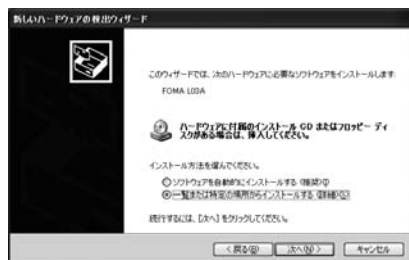 新しいハードウェアの検出ウィザード
このウィザードでは、次のハードウェアに必要なソフトウェアをインストールします:
FOMA L03A
ハードウェアに付属のインストール CD またはフロッピー ディ
スクがある場合は、挿入してください。
インストール方法を選んでください。
ソフトウェアを自動的にインストールする (推奨)(I)
一覧または特定の場所からインストールする (詳細)(S)
続行するには、[次へ] をクリックしてください。
< 戻る(B) 次へ(N) > キャンセル